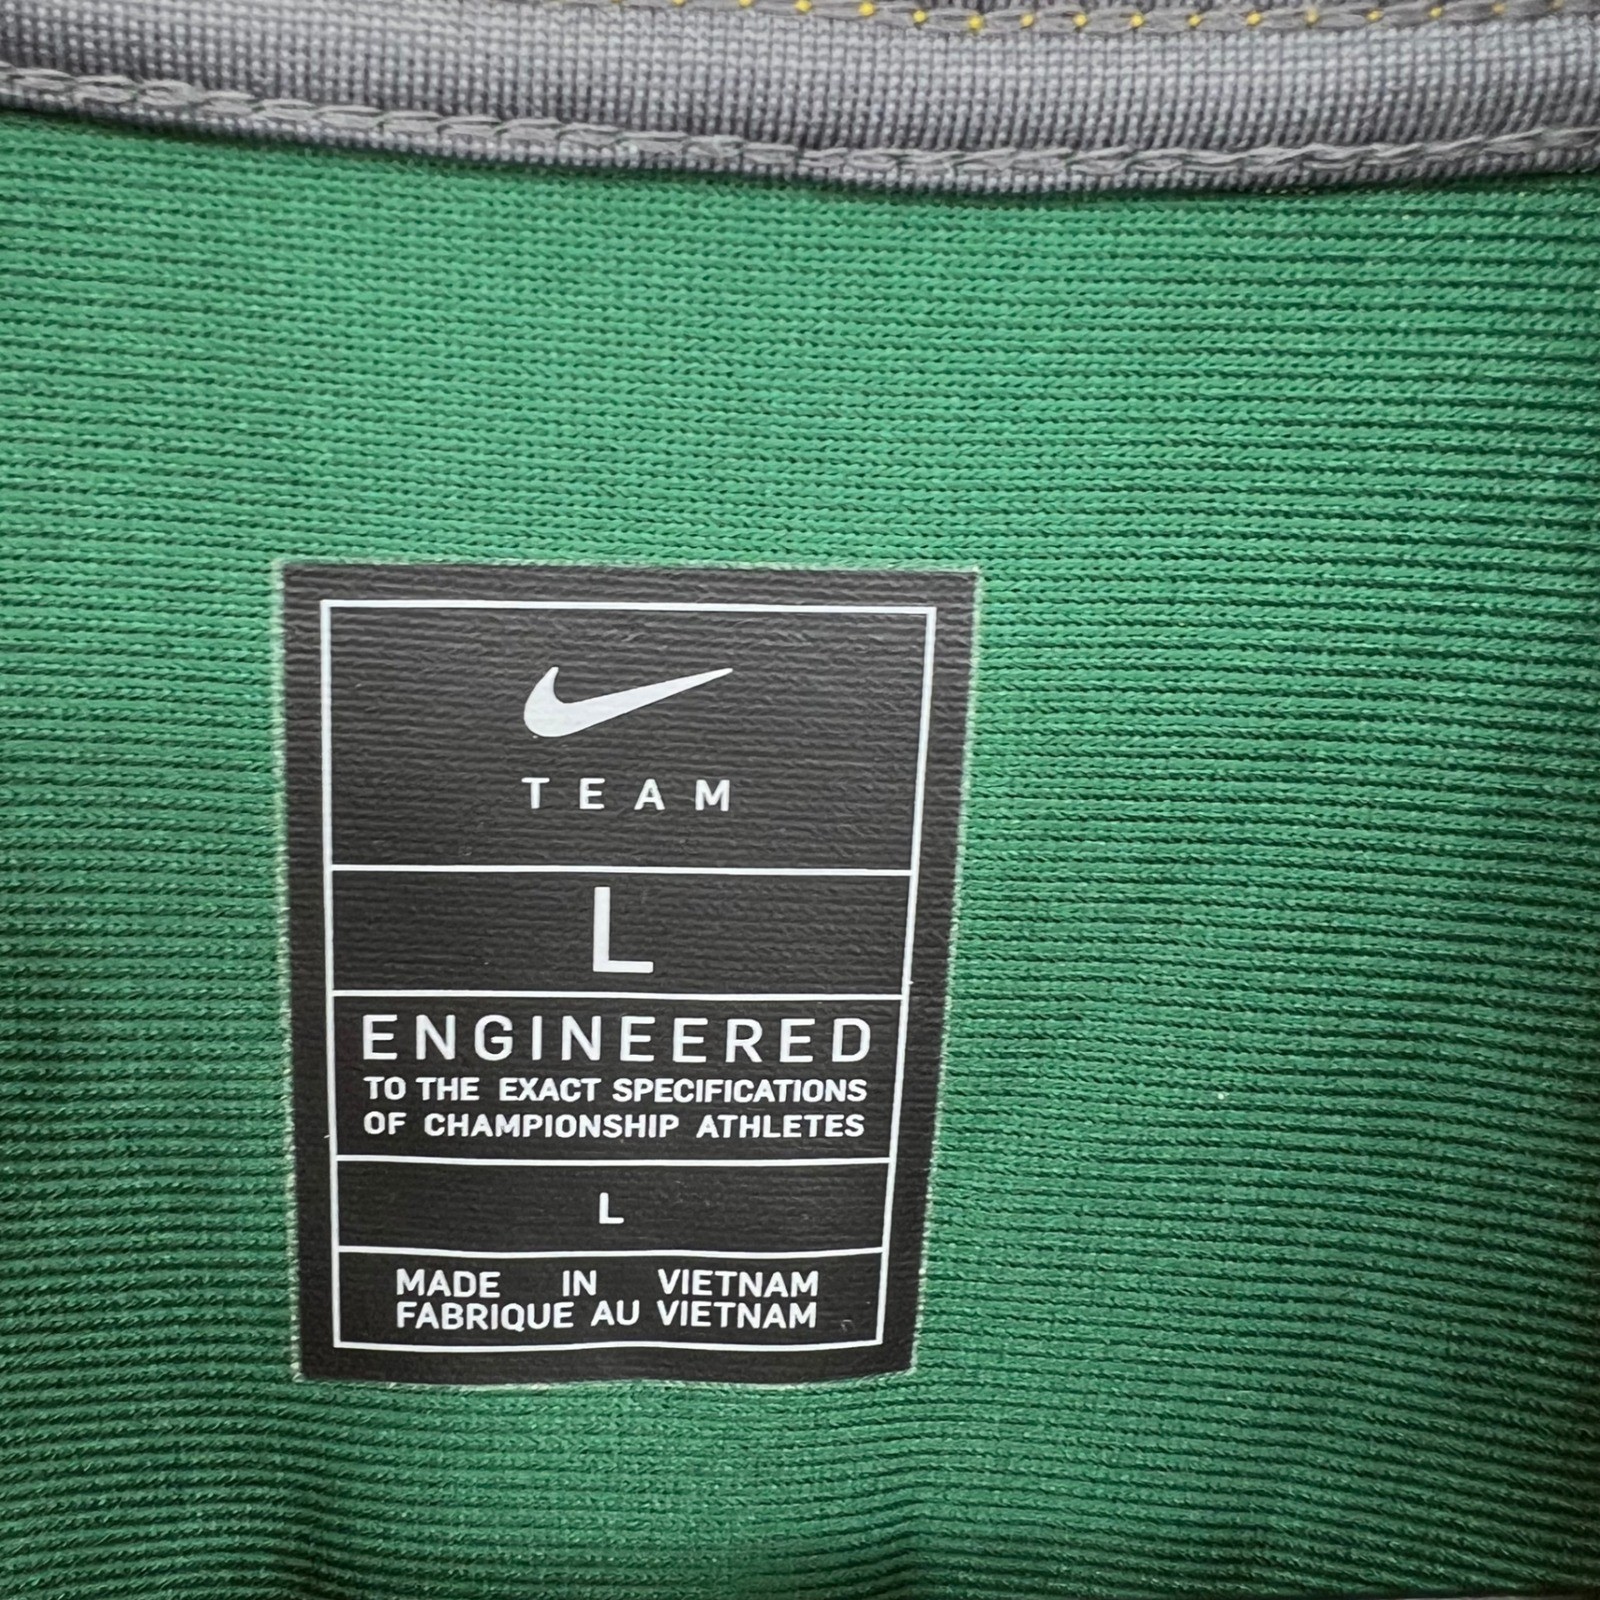 TEAM
L
ENGINEERED
TO THE EXACT SPECIFICATIONS
OF CHAMPIONSHIP ATHLETES
L
MADE IN VIETNAM
FABRIQUE AU VIETNAM